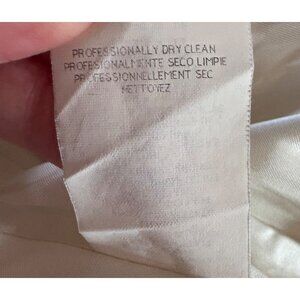 PROFESSIONALLY DRY CLEAN
PROFESIONALMENTE SECO LIMPIE
PROFESSIONNELLEMENT SEC
NETTOYEZ